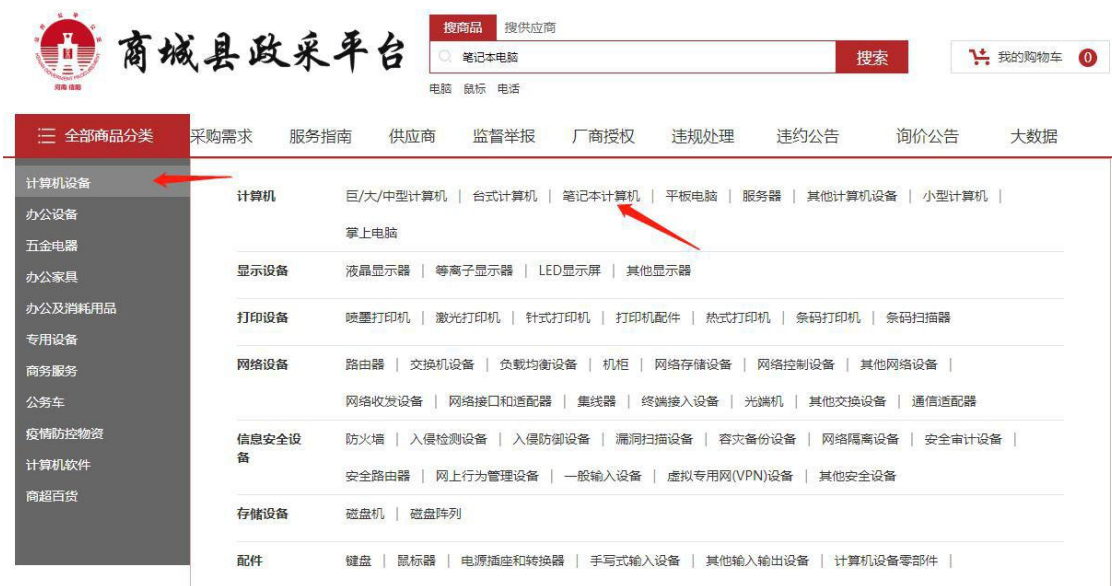 商城县政采平台
河南 信阳
搜商品 搜供应商
笔记本电脑 搜索
我的购物车 0
电脑 鼠标 电话
全部商品分类 采购需求 服务指南 供应商 监督举报 厂商授权 违规处理 违约公告 询价公告 大数据
计算机设备
办公设备
五金电器
办公家具
办公及消耗用品
专用设备
商务服务
公务车
疫情防控物资
计算机软件
商超百货
计算机 巨/大/中型计算机 | 台式计算机 | 笔记本计算机 | 平板电脑 | 服务器 | 其他计算机设备 | 小型计算机 |
掌上电脑
显示设备 液晶显示器 | 等离子显示器 | LED显示屏 | 其他显示器
打印设备 喷墨打印机 | 激光打印机 | 针式打印机 | 打印机配件 | 热式打印机 | 条码打印机 | 条码扫描器
网络设备 路由器 | 交换机设备 | 负载均衡设备 | 机柜 | 网络存储设备 | 网络控制设备 | 其他网络设备 |
网络收发设备 | 网络接口和适配器 | 集线器 | 终端接入设备 | 光端机 | 其他交换设备 | 通信适配器
信息安全设
备
防火墙 | 入侵检测设备 | 入侵防御设备 | 漏洞扫描设备 | 容灾备份设备 | 网络隔离设备 | 安全审计设备 |
安全路由器 | 网上行为管理设备 | 一般输入设备 | 虚拟专用网(VPN)设备 | 其他安全设备
存储设备 磁盘机 | 磁盘阵列
配件 键盘 | 鼠标器 | 电源插座和转换器 | 手写式输入设备 | 其他输入输出设备 | 计算机设备零部件 |